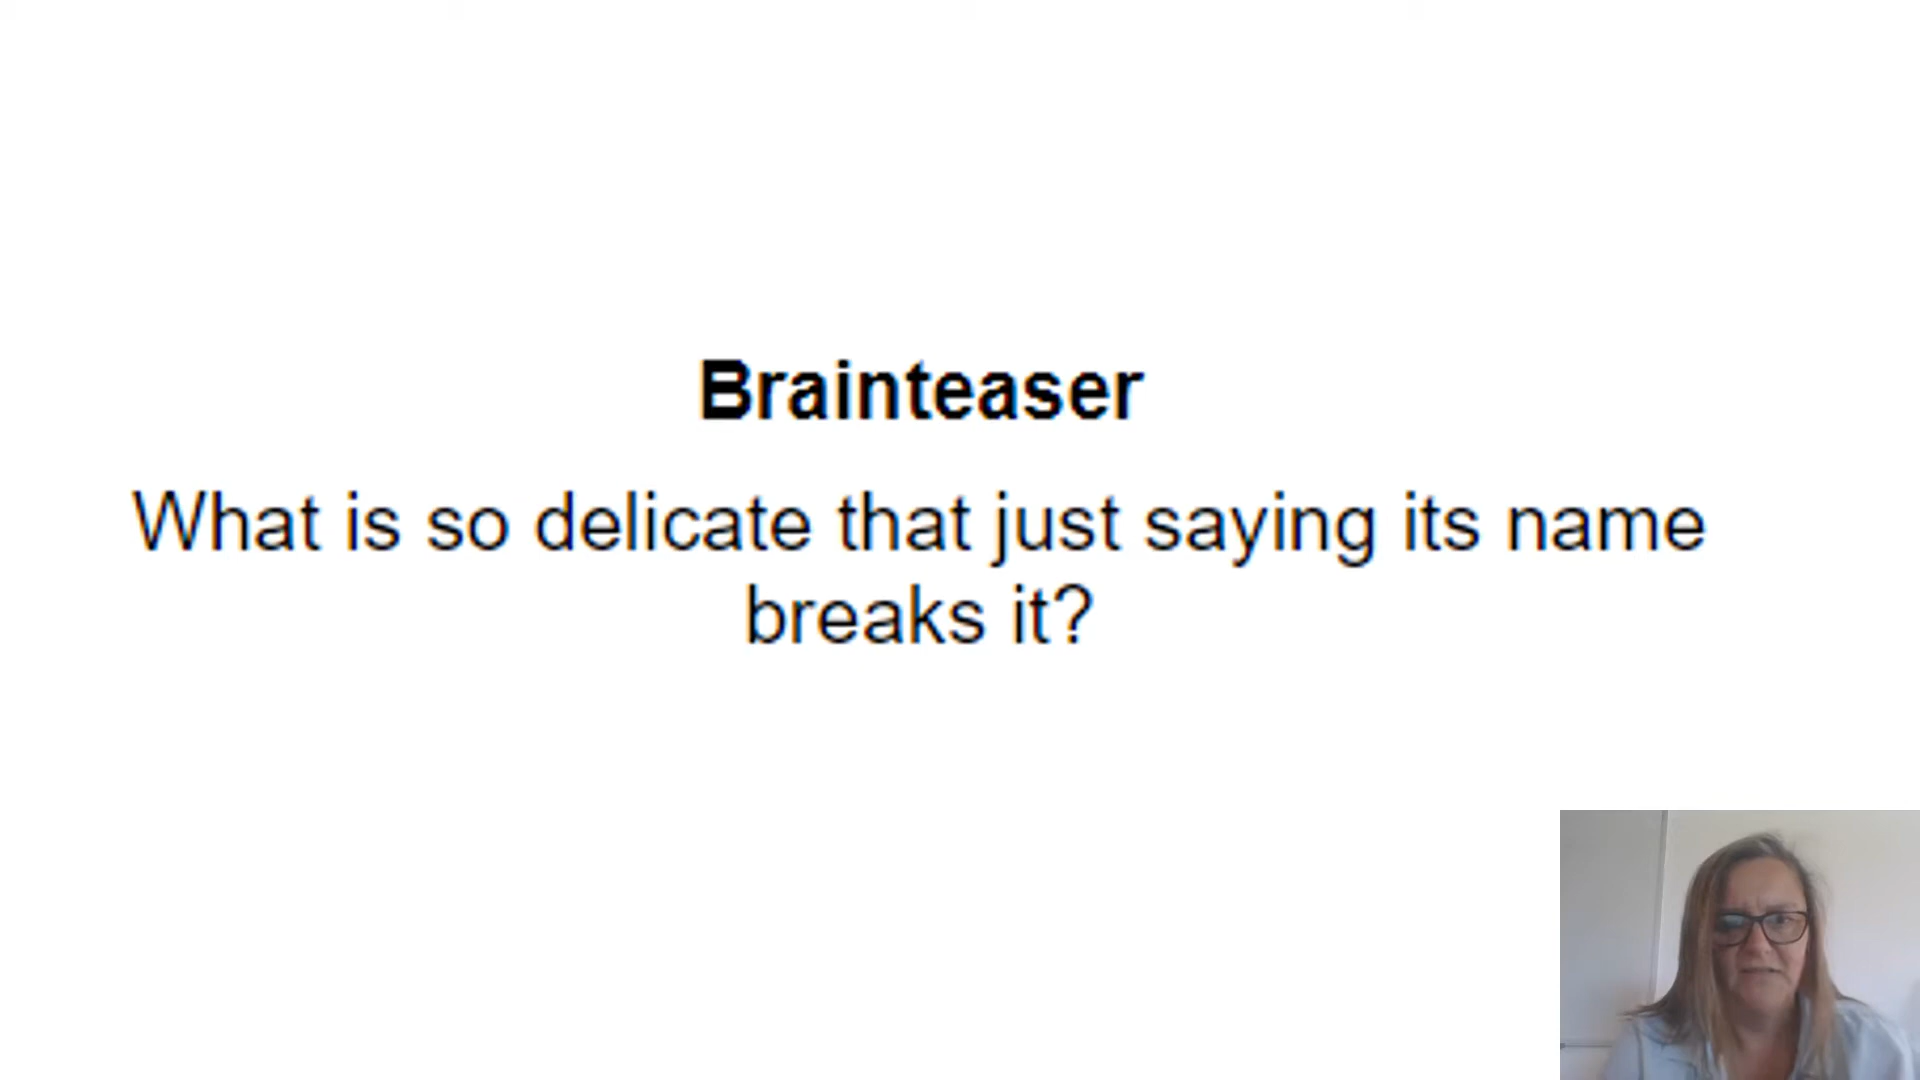 Brainteaser
What is so delicate that just saying its name
breaks it?